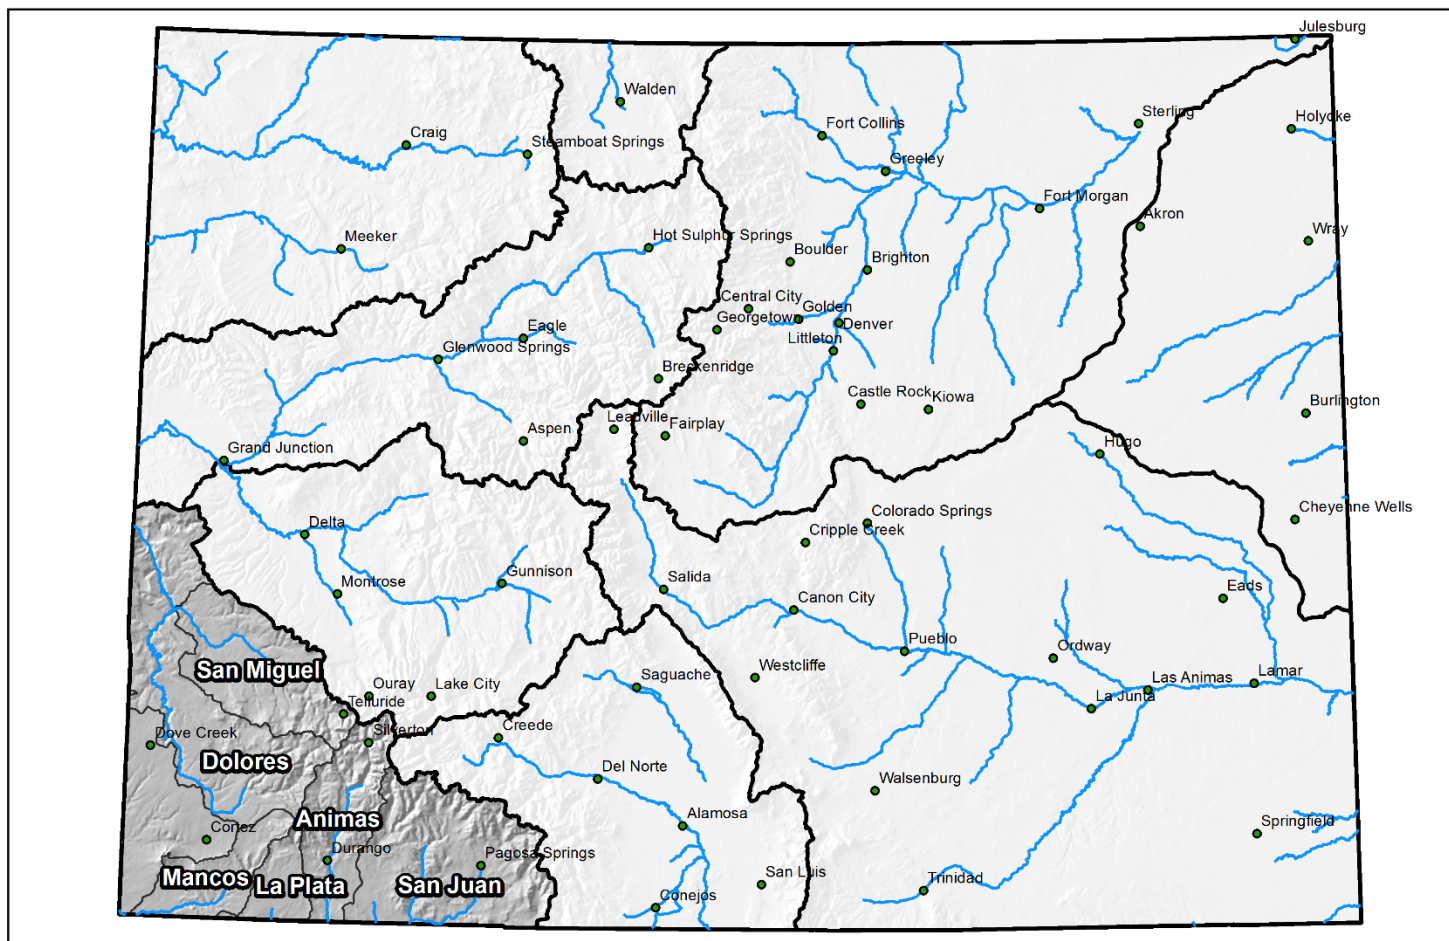 Julesburg
Walden
Sterling
Holyoke
Fort Collins
Craig
Steamboat Springs
Greeley
Fort Morgan
Akron
Wray
Meeker
Hot Sulphur Springs
Boulder
Brighton
Central City
Golden
Georgetown
Denver
Eagle
Littleton
Glenwood Springs
Breckenridge
Castle Rock
Kiowa
Burlington
Leadville
Fairplay
Aspen
Hugo
Grand Junction
Cheyenne Wells
Delta
Colorado Springs
Cripple Creek
Gunnison
Montrose
Salida
Canon City
Eads
Pueblo
Ordway
San Miguel
Westcliffe
Saguache
Las Animas
Lamar
Ouray
Lake City
La Junta
Telluride
Creede
Silverton
Dove Creek
Dolores
Del Norte
Walsenburg
Animas
Alamosa
Cortez
Springfield
Durango
Pagosa Springs
Mancos
La Plata
San Juan
San Luis
Trinidad
Conejos